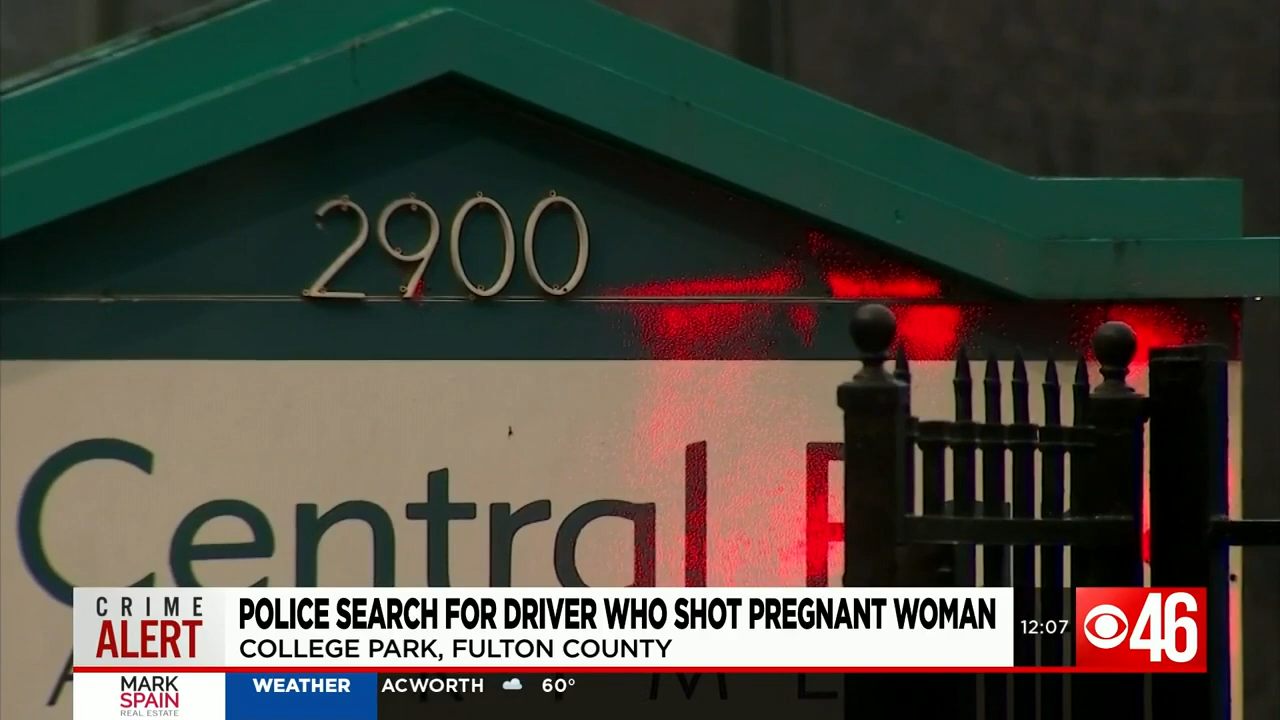 2900
Central
CRIME
ALERT
POLICE SEARCH FOR DRIVER WHO SHOT PREGNANT WOMAN
COLLEGE PARK, FULTON COUNTY
12:07
46
MARK
SPAIN
REAL ESTATE
WEATHER
ACWORTH
60°